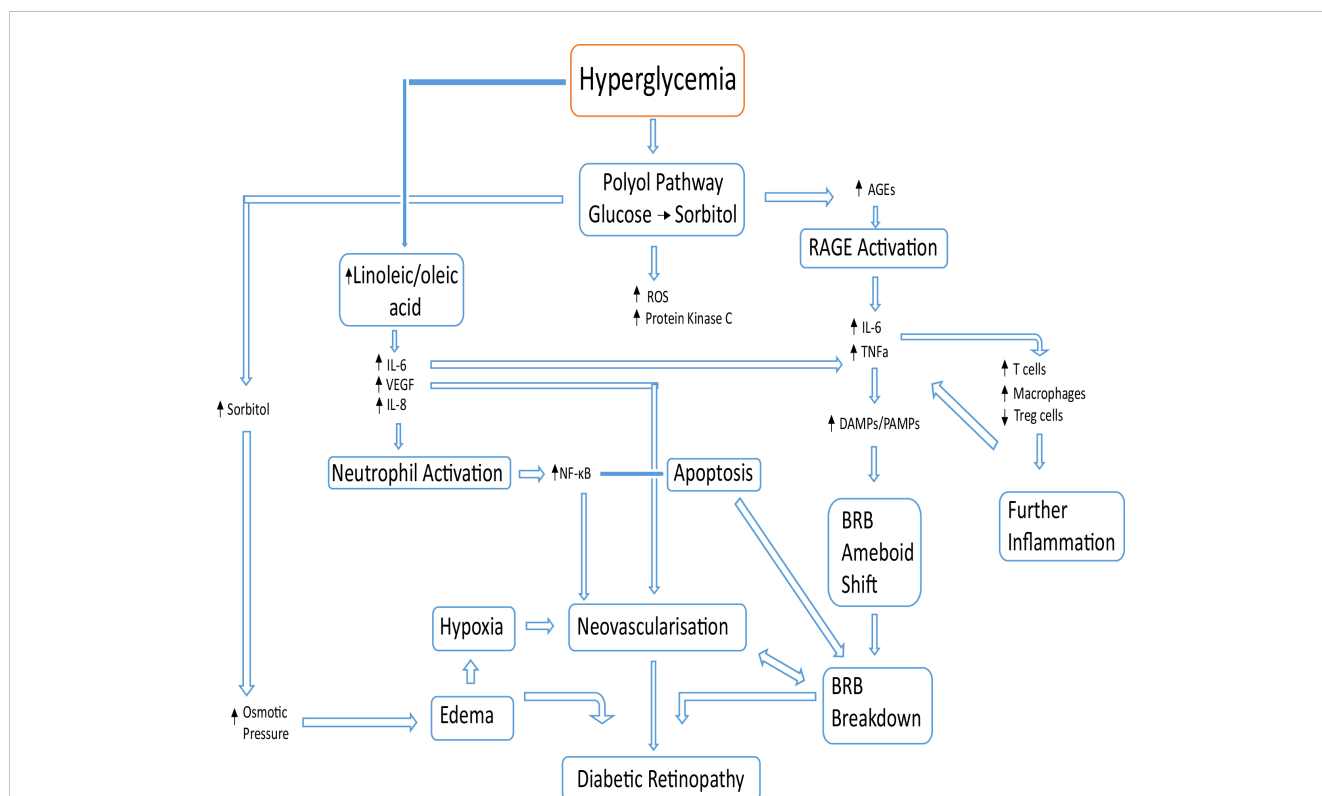 Hyperglycemia
Polyol Pathway
Glucose → Sorbitol
↑ AGEs
RAGE Activation
↑Linoleic/oleic
acid
↑ ROS
↑ Protein Kinase C
↑ IL-6
↑ TNFa
↑ IL-6
↑ VEGF
↑ IL-8
↑ T cells
↑ Macrophages
↓ Treg cells
↑ Sorbitol
↑ DAMPs/PAMPs
Neutrophil Activation
↑NF-κB
Apoptosis
BRB
Ameboid
Shift
Further
Inflammation
Hypoxia
Neovascularisation
Edema
BRB
Breakdown
↑ Osmotic
Pressure
Diabetic Retinopathy